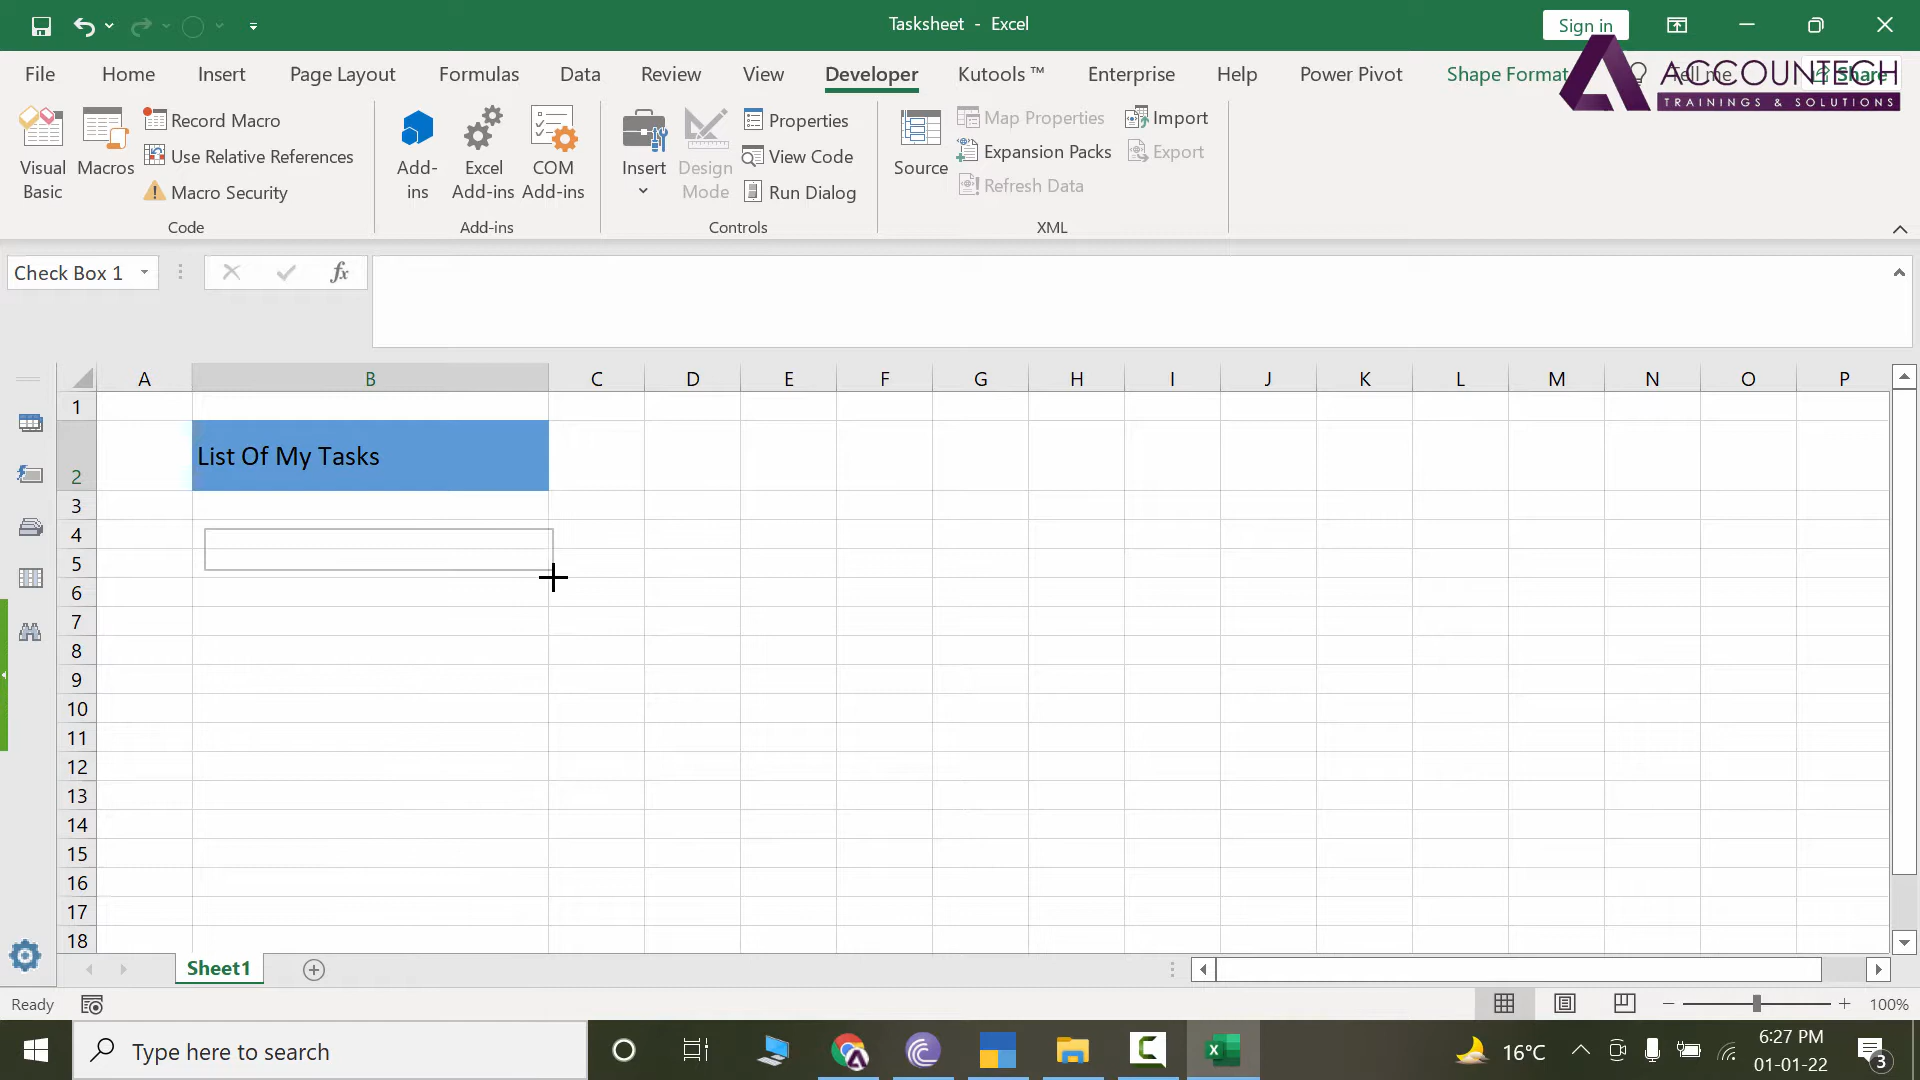 Tasksheet - Excel
Sign in
File Home Insert Page Layout Formulas Data Review View Developer Kutools ™ Enterprise Help Power Pivot Shape Format Tell me Share
ACCOUNTECH
TRAININGS & SOLUTIONS
Visual Basic
Macros
Record Macro
Use Relative References
Macro Security
Code
Add-ins
Excel Add-ins
COM Add-ins
Add-ins
Insert
Design Mode
Properties
View Code
Run Dialog
Controls
Source
Map Properties
Expansion Packs
Refresh Data
Import
Export
XML
Check Box 1
fx
A B C D E F G H I J K L M N O P
1
2 List Of My Tasks
3
4
5
6
7
8
9
10
11
12
13
14
15
16
17
18
Sheet1
Ready
100%
Type here to search
16°C
6:27 PM
01-01-22
3